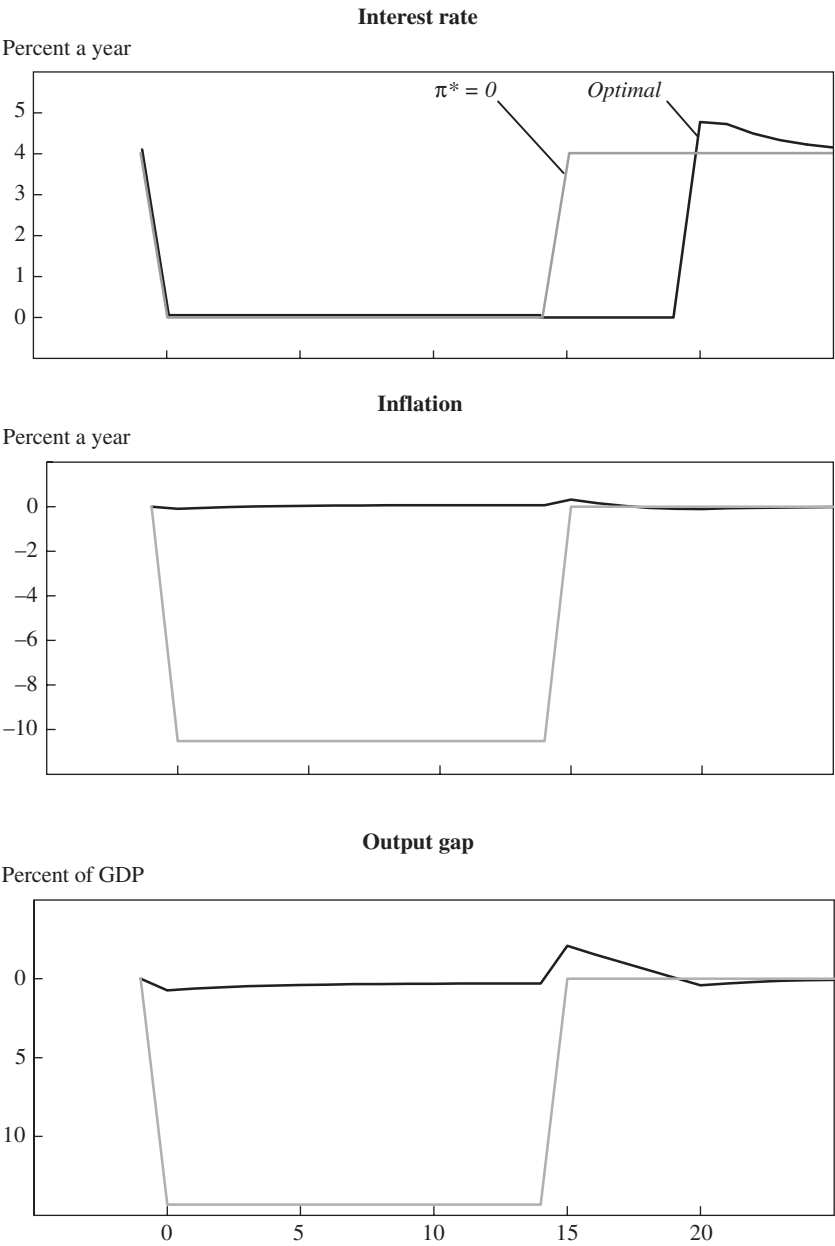 Interest rate
Percent a year
π* = 0
Optimal
5
4
3
2
1
0
Inflation
Percent a year
0
–2
–4
–6
–8
–10
Output gap
Percent of GDP
0
5
10
0 5 10 15 20